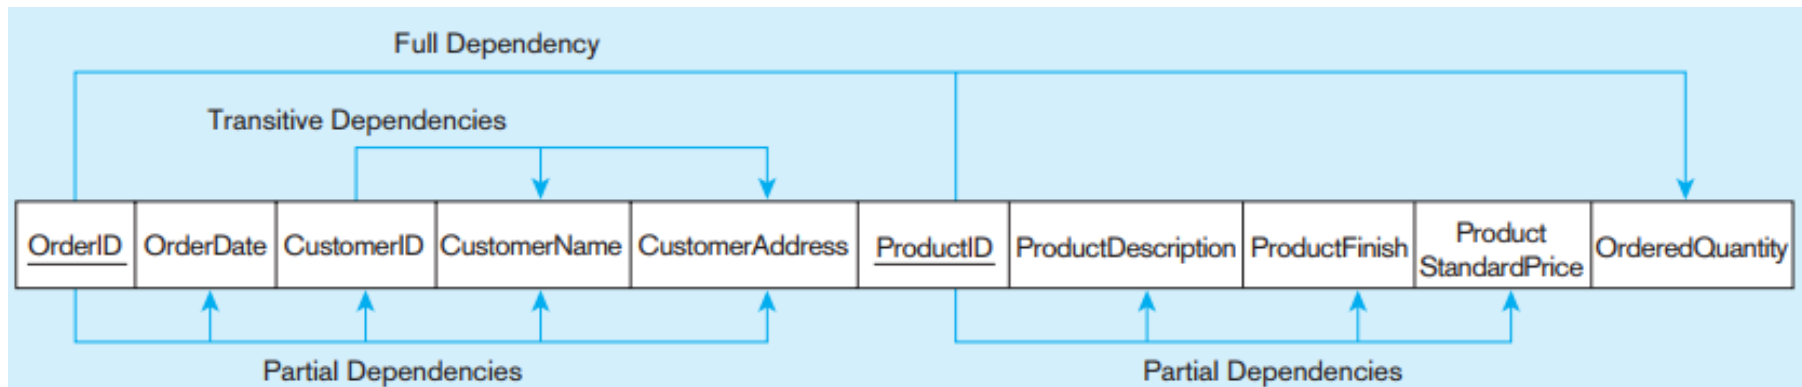 Full Dependency
Transitive Dependencies
OrderID OrderDate CustomerID CustomerName CustomerAddress ProductID ProductDescription ProductFinish Product StandardPrice OrderedQuantity
Partial Dependencies Partial Dependencies